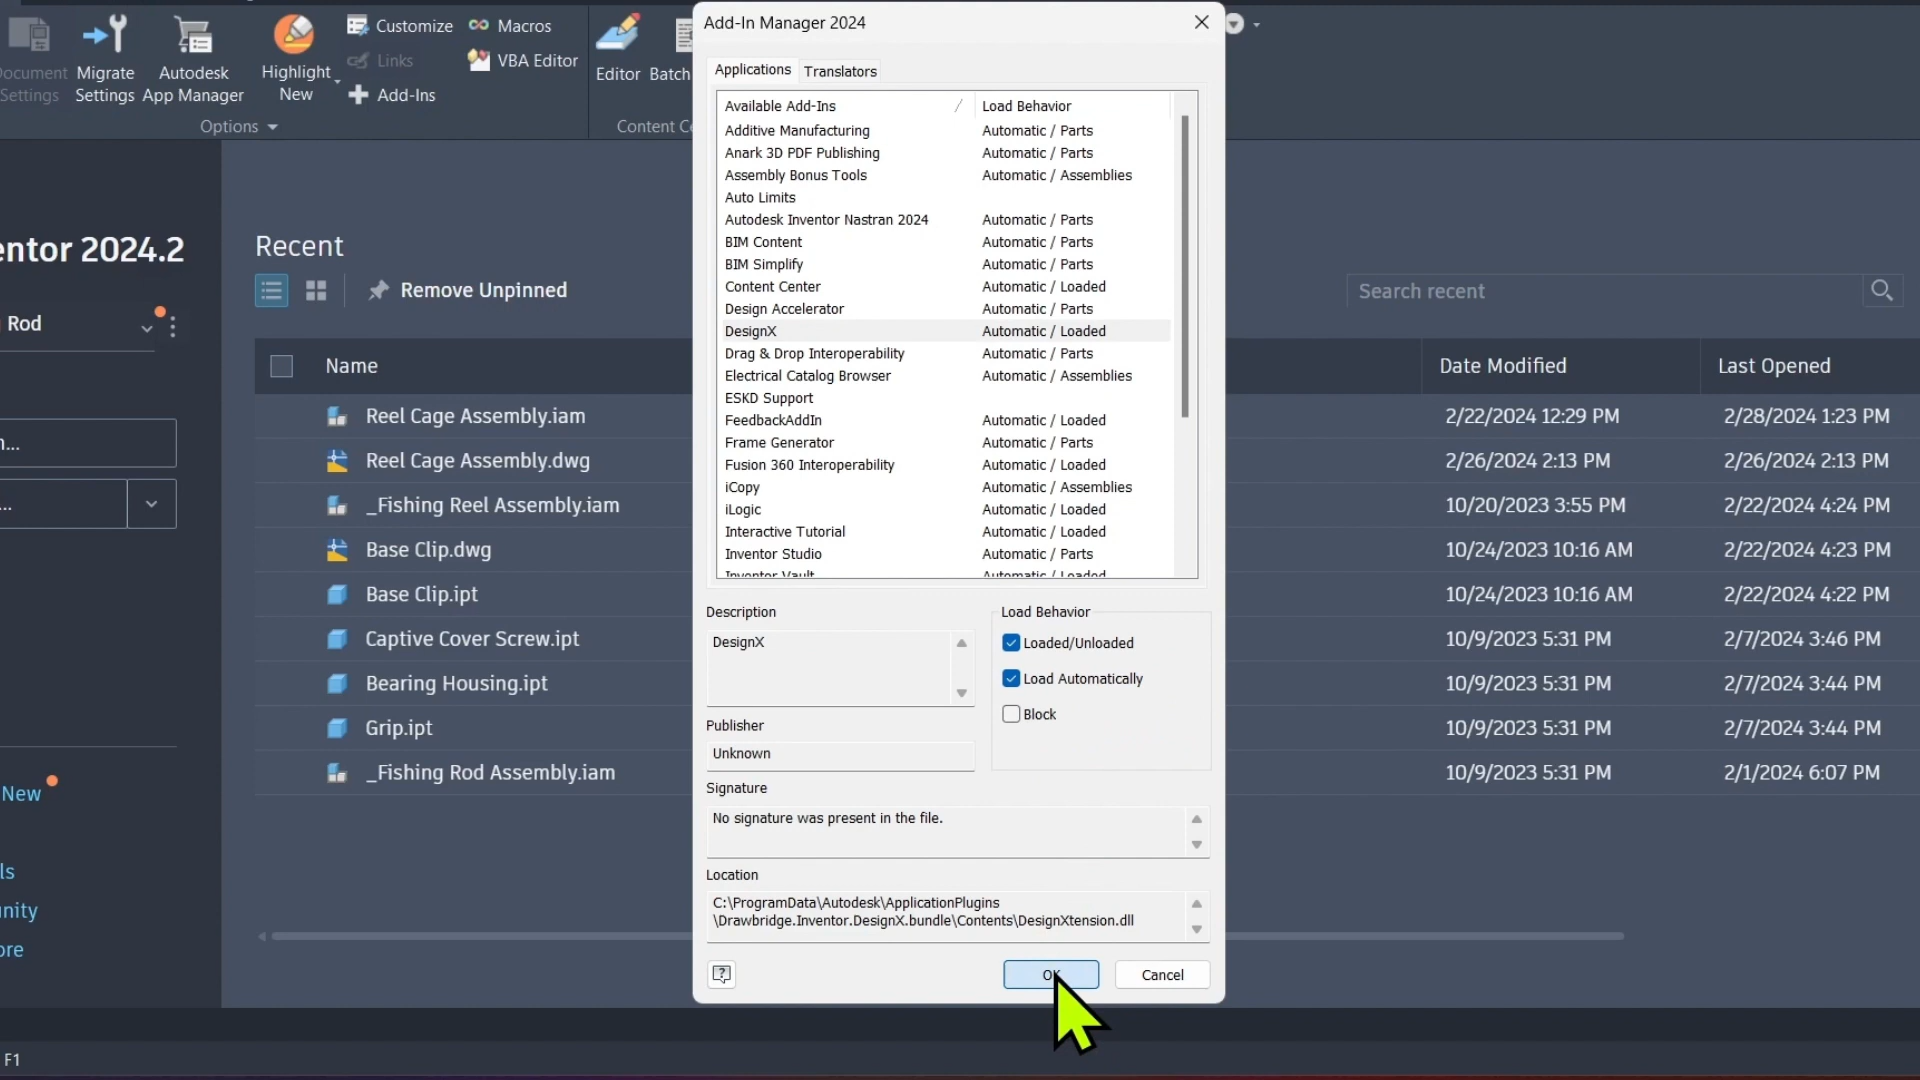 Document Settings
Migrate Settings
Autodesk App Manager
Highlight New
Customize
Links
Add-Ins
Macros
VBA Editor
Options
Editor
Batch
Content Ce
entor 2024.2
Rod
New
F1
Recent
Remove Unpinned
Search recent
Name
Date Modified
Last Opened
Reel Cage Assembly.iam 2/22/2024 12:29 PM 2/28/2024 1:23 PM
Reel Cage Assembly.dwg 2/26/2024 2:13 PM 2/26/2024 2:13 PM
_Fishing Reel Assembly.iam 10/20/2023 3:55 PM 2/22/2024 4:24 PM
Base Clip.dwg 10/24/2023 10:16 AM 2/22/2024 4:23 PM
Base Clip.ipt 10/24/2023 10:16 AM 2/22/2024 4:22 PM
Captive Cover Screw.ipt 10/9/2023 5:31 PM 2/7/2024 3:46 PM
Bearing Housing.ipt 10/9/2023 5:31 PM 2/7/2024 3:44 PM
Grip.ipt 10/9/2023 5:31 PM 2/7/2024 3:44 PM
_Fishing Rod Assembly.iam 10/9/2023 5:31 PM 2/1/2024 6:07 PM
Add-In Manager 2024
Applications Translators
Available Add-Ins / Load Behavior
Additive Manufacturing Automatic / Parts
Anark 3D PDF Publishing Automatic / Parts
Assembly Bonus Tools Automatic / Assemblies
Auto Limits
Autodesk Inventor Nastran 2024 Automatic / Parts
BIM Content Automatic / Parts
BIM Simplify Automatic / Parts
Content Center Automatic / Loaded
Design Accelerator Automatic / Parts
DesignX Automatic / Loaded
Drag & Drop Interoperability Automatic / Parts
Electrical Catalog Browser Automatic / Assemblies
ESKD Support
FeedbackAddIn Automatic / Loaded
Frame Generator Automatic / Parts
Fusion 360 Interoperability Automatic / Loaded
iCopy Automatic / Assemblies
iLogic Automatic / Loaded
Interactive Tutorial Automatic / Loaded
Inventor Studio Automatic / Parts
Inventor Vault Automatic / Loaded
Description
DesignX
Load Behavior
Loaded/Unloaded
Load Automatically
Block
Publisher
Unknown
Signature
No signature was present in the file.
Location
C:\ProgramData\Autodesk\ApplicationPlugins
\Drawbridge.Inventor.DesignX.bundle\Contents\DesignXtension.dll
OK
Cancel